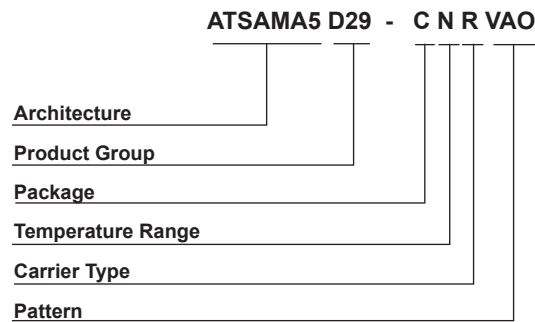 ATSAMA5 D29 - C N R VAO
Architecture
Product Group
Package
Temperature Range
Carrier Type
Pattern